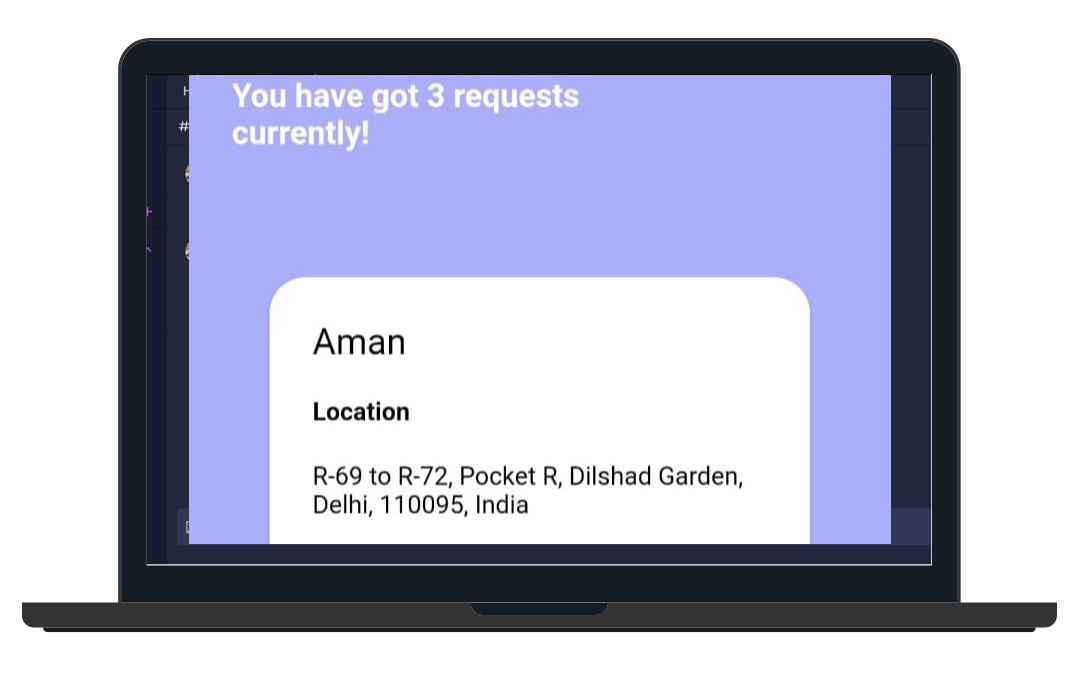 You have got 3 requests
currently!
#
Aman
Location
R-69 to R-72, Pocket R, Dilshad Garden,
Delhi, 110095, India